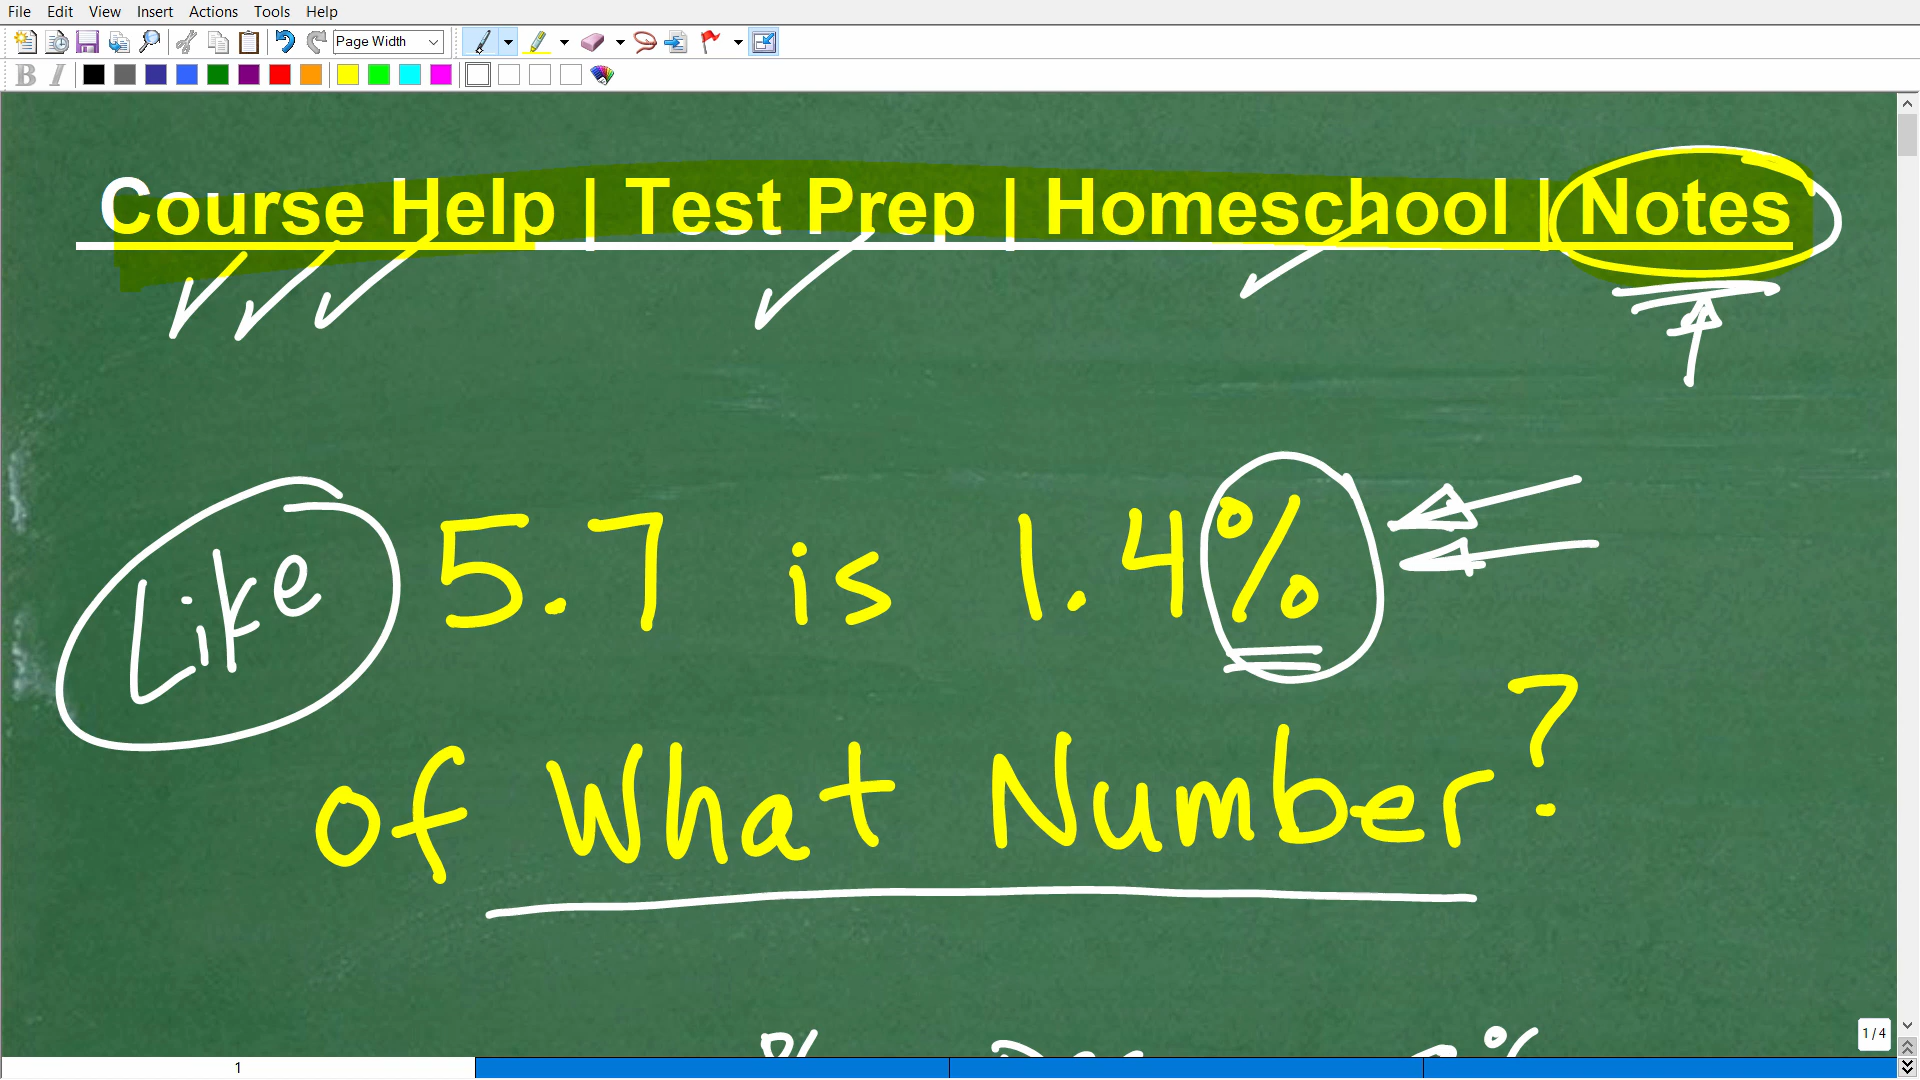 File Edit View Insert Actions Tools Help
Page Width
B I
Course Help | Test Prep | Homeschool | Notes
Like 5.7 is 1.4%
of What Number?
1/4
1